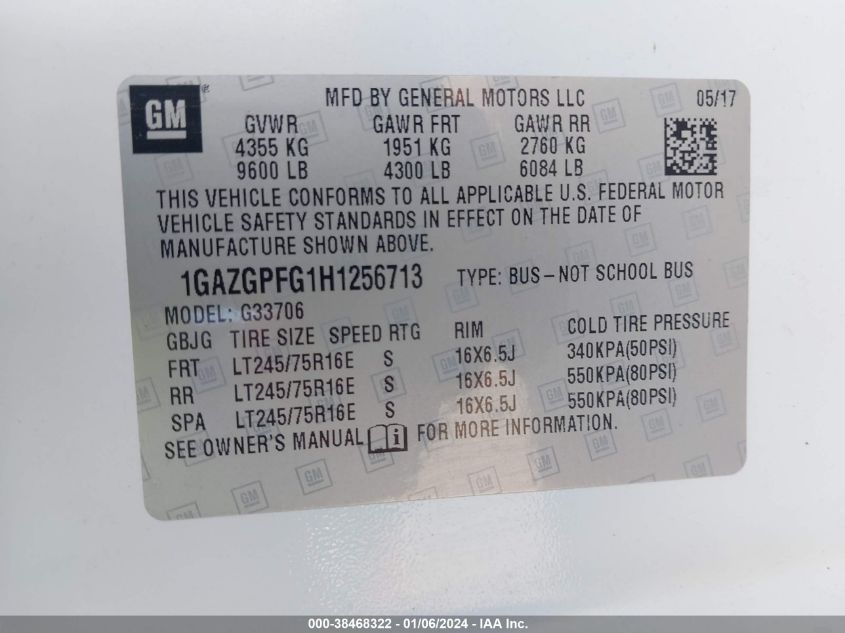 GM® MFD BY GENERAL MOTORS LLC 05/17
GVWR GAWR FRT GAWR RR
4355 KG 1951 KG 2760 KG
9600 LB 4300 LB 6084 LB
THIS VEHICLE CONFORMS TO ALL APPLICABLE U.S. FEDERAL MOTOR
VEHICLE SAFETY STANDARDS IN EFFECT ON THE DATE OF
MANUFACTURE SHOWN ABOVE.
1GAZGPFG1H1256713 TYPE: BUS–NOT SCHOOL BUS
MODEL: G33706
GBJG TIRE SIZE SPEED RTG RIM COLD TIRE PRESSURE
FRT LT245/75R16E S 16X6.5J 340KPA(50PSI)
RR LT245/75R16E S 16X6.5J 550KPA(80PSI)
SPA LT245/75R16E S 16X6.5J 550KPA(80PSI)
SEE OWNER'S MANUAL i FOR MORE INFORMATION.
000-38468322 - 01/06/2024 - IAA Inc.